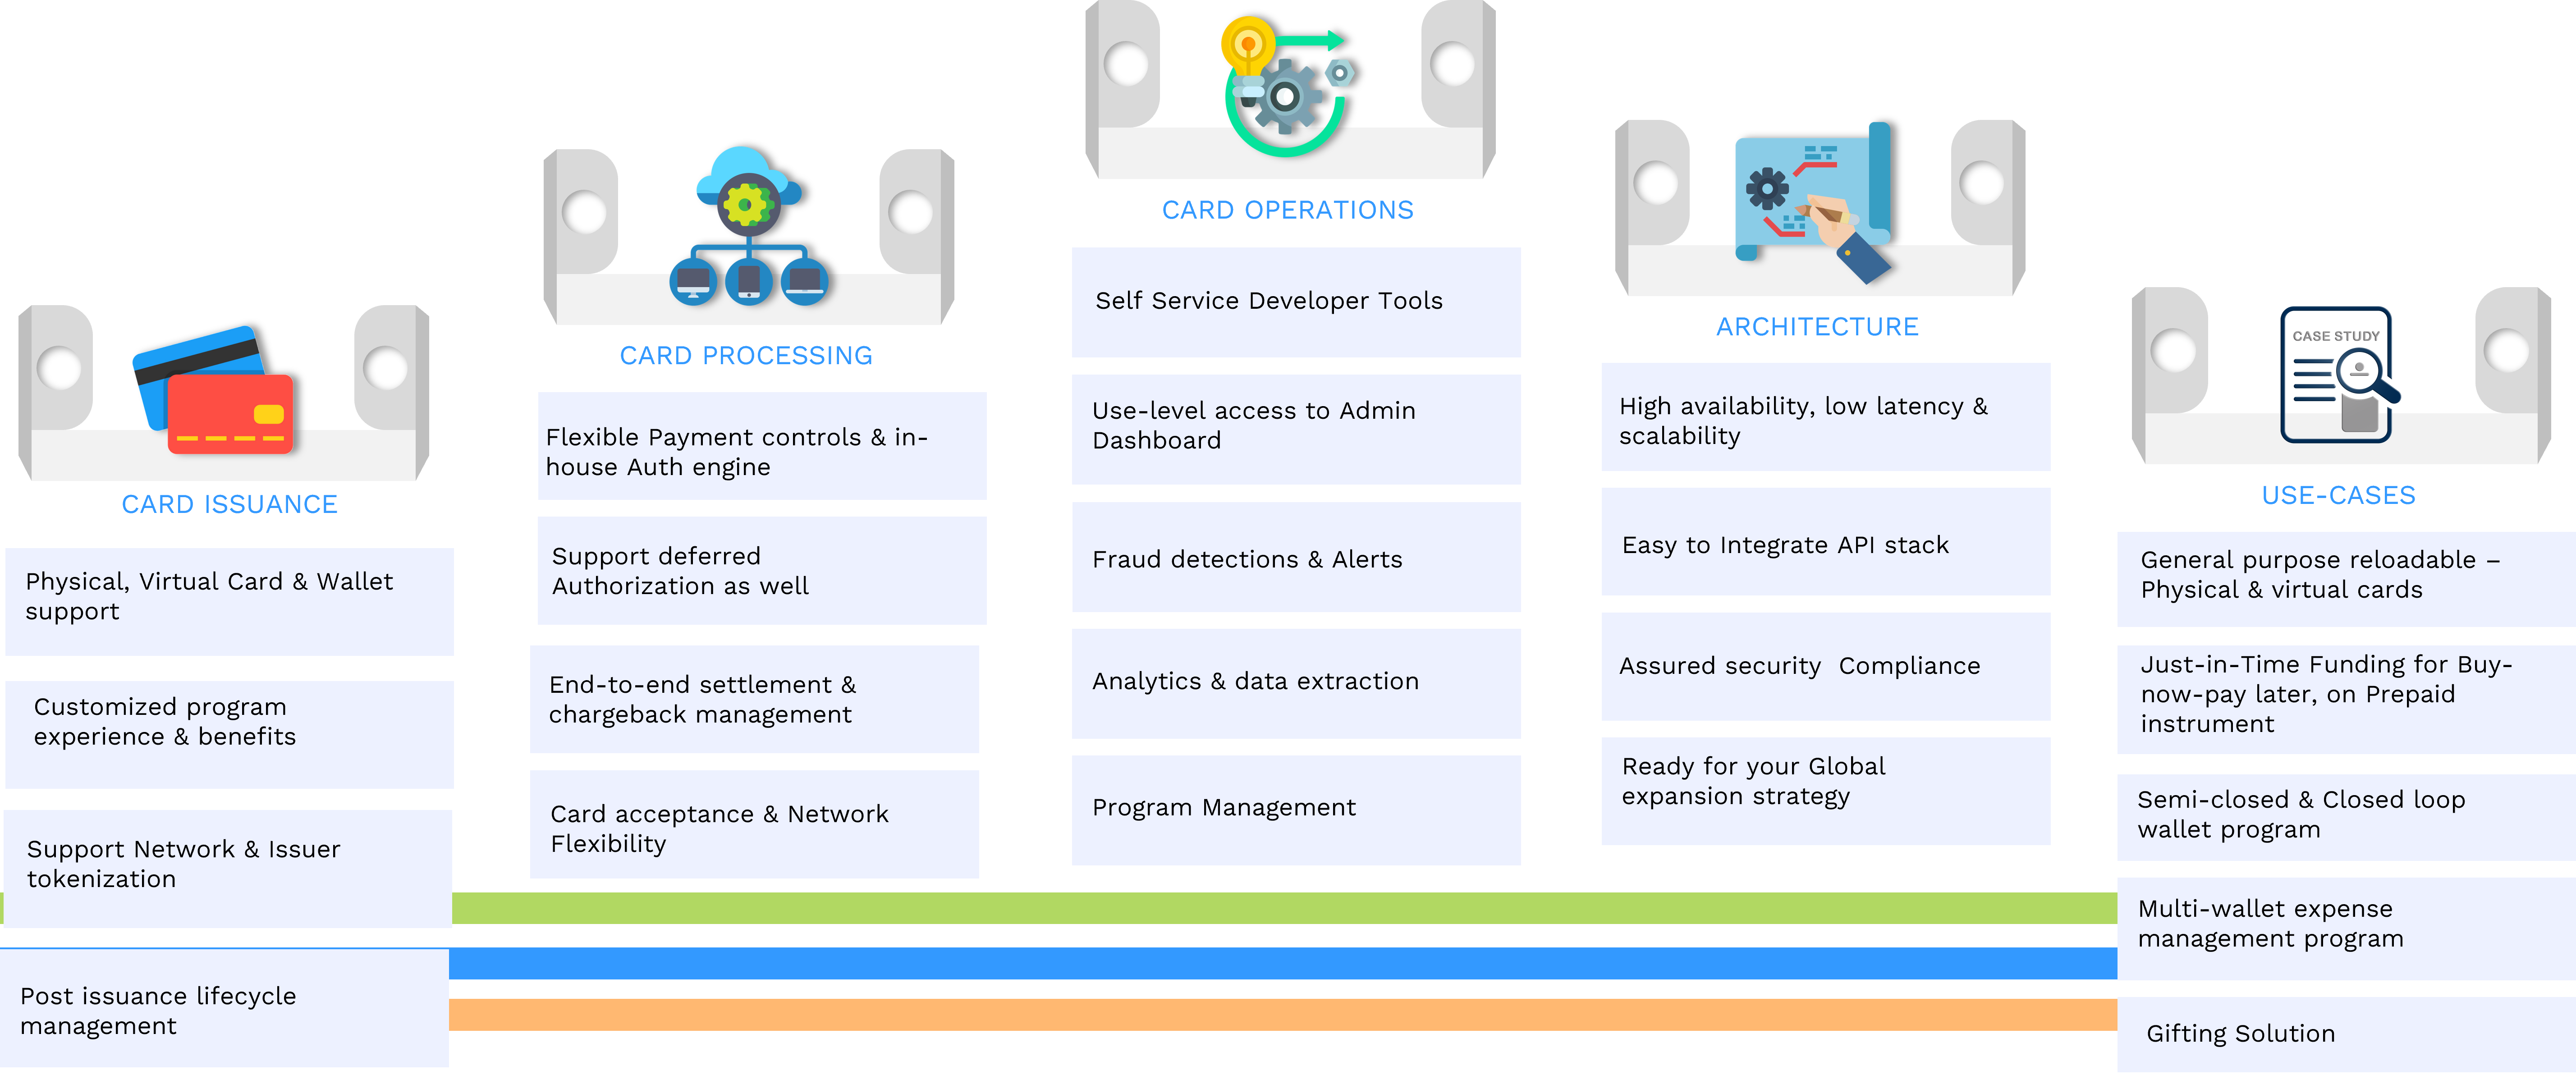 CARD ISSUANCE
Physical, Virtual Card & Wallet
support
Customized program
experience & benefits
Support Network & Issuer
tokenization
Post issuance lifecycle
management
CARD PROCESSING
Flexible Payment controls & in-
house Auth engine
Support deferred
Authorization as well
End-to-end settlement &
chargeback management
Card acceptance & Network
Flexibility
CARD OPERATIONS
Self Service Developer Tools
Use-level access to Admin
Dashboard
Fraud detections & Alerts
Analytics & data extraction
Program Management
ARCHITECTURE
High availability, low latency &
scalability
Easy to Integrate API stack
Assured security  Compliance
Ready for your Global
expansion strategy
CASE STUDY
USE-CASES
General purpose reloadable –
Physical & virtual cards
Just-in-Time Funding for Buy-
now-pay later, on Prepaid
instrument
Semi-closed & Closed loop
wallet program
Multi-wallet expense
management program
Gifting Solution